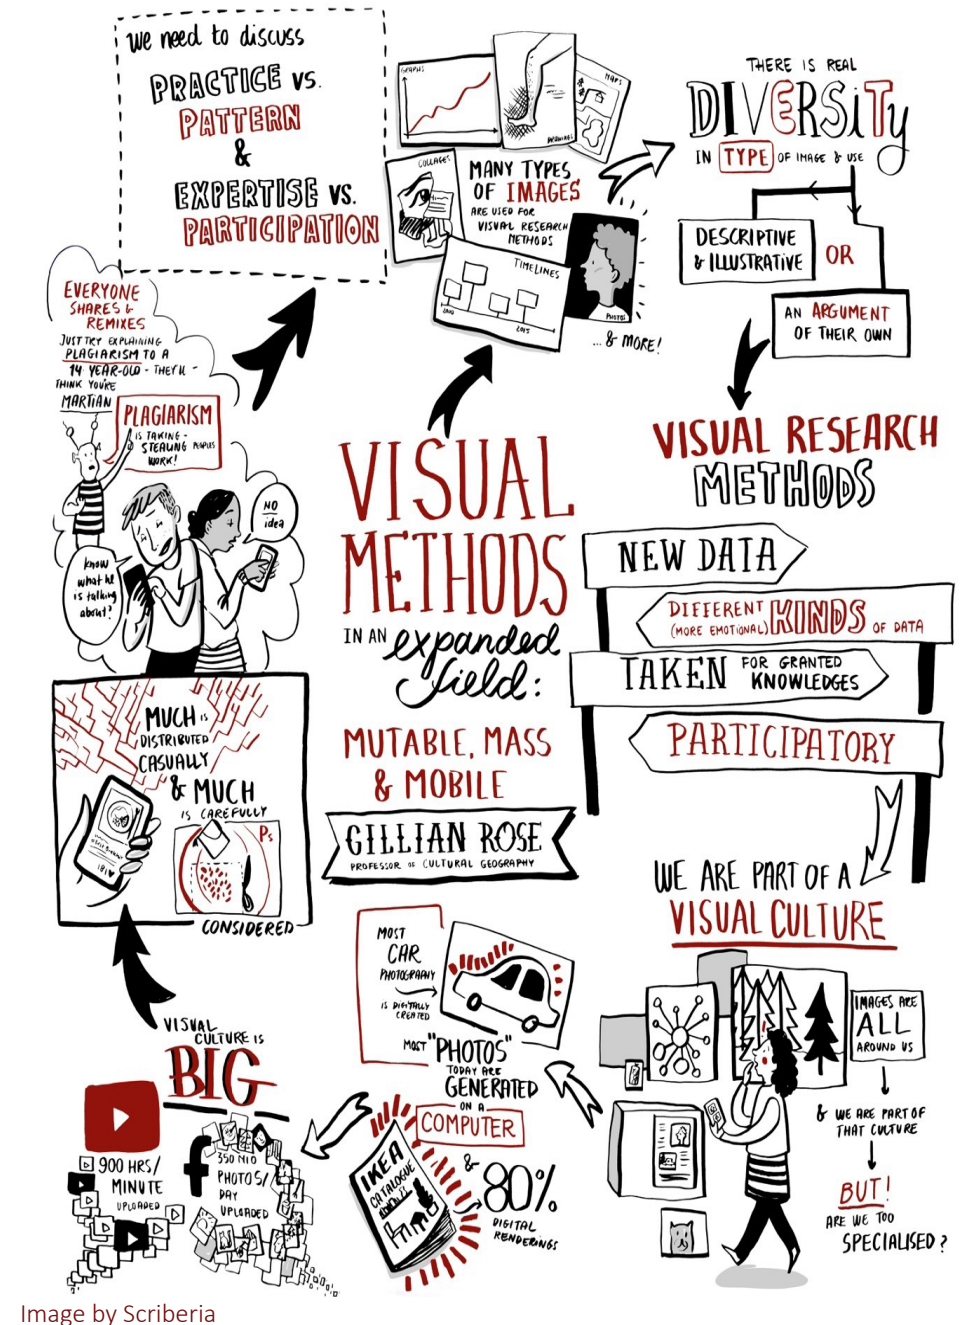 VISUAL
METHODS
IN AN expanded
field:
MUTABLE, MASS
& MOBILE
GILLIAN ROSE
PROFESSOR OF CULTURAL GEOGRAPHY
GRAPHS
DRAWINGS
MAPS
COLLAGES
MANY TYPES
OF IMAGES
ARE USED FOR
VISUAL RESEARCH
METHODS
TIMELINES
2000
2015
PHOTOS
...& MORE!
THERE IS REAL
DIVERSiTy
IN TYPE OF IMAGE & USE
DESCRIPTIVE
& ILLUSTRATIVE
OR
AN ARGUMENT
OF THEIR OWN
VISUAL RESEARCH
METHODS
NEW DATA
DIFFERENT
(MORE EMOTIONAL) KINDS OF DATA
TAKEN FOR GRANTED
KNOWLEDGES
PARTICIPATORY
WE ARE PART OF A
VISUAL CULTURE
IMAGES ARE
ALL
AROUND US
& WE ARE PART OF
THAT CULTURE
BUT!
ARE WE TOO
SPECIALISED?
MOST
CAR
PHOTOGRAPHY
IS DIGITALLY
CREATED
MOST "PHOTOS"
TODAY ARE
GENERATED
ON A
COMPUTER
IKEA
CATALOGUE
& 80%
DIGITAL
RENDERINGS
VISUAL
CULTURE IS
BIG
900 HRS/
MINUTE
UPLOADED
f
350 MIO
PHOTOS/
DAY
UPLOADED
MUCH IS
DISTRIBUTED
CASUALLY
& MUCH
IS CAREFULLY
Ps
CONSIDERED
EVERYONE
SHARES &
REMIXES
JUST TRY EXPLAINING
PLAGIARISM TO A
14 YEAR-OLD - THEY'LL -
THINK YOU'RE
MARTIAN
PLAGIARISM
IS TAKING -
STEALING PEOPLES
WORK!
NO
idea
know
what he
is talking
about?
we need to discuss
PRACTICE VS.
PATTERN
&
EXPERTISE VS.
PARTICIPATION
Image by Scriberia